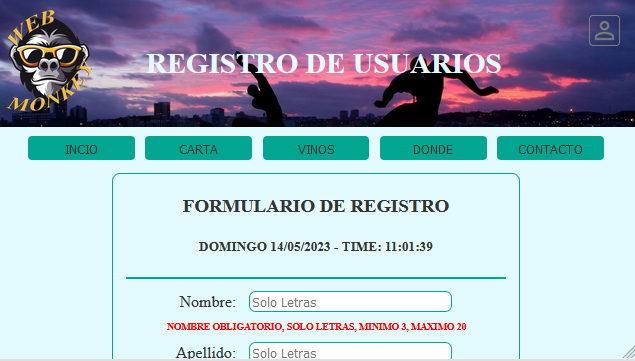 WEB
MONKEY
REGISTRO DE USUARIOS
INCIO
CARTA
VINOS
DONDE
CONTACTO
FORMULARIO DE REGISTRO
DOMINGO 14/05/2023 - TIME: 11:01:39
Nombre: Solo Letras
NOMBRE OBLIGATORIO, SOLO LETRAS, MINIMO 3, MAXIMO 20
Apellido: Solo Letras